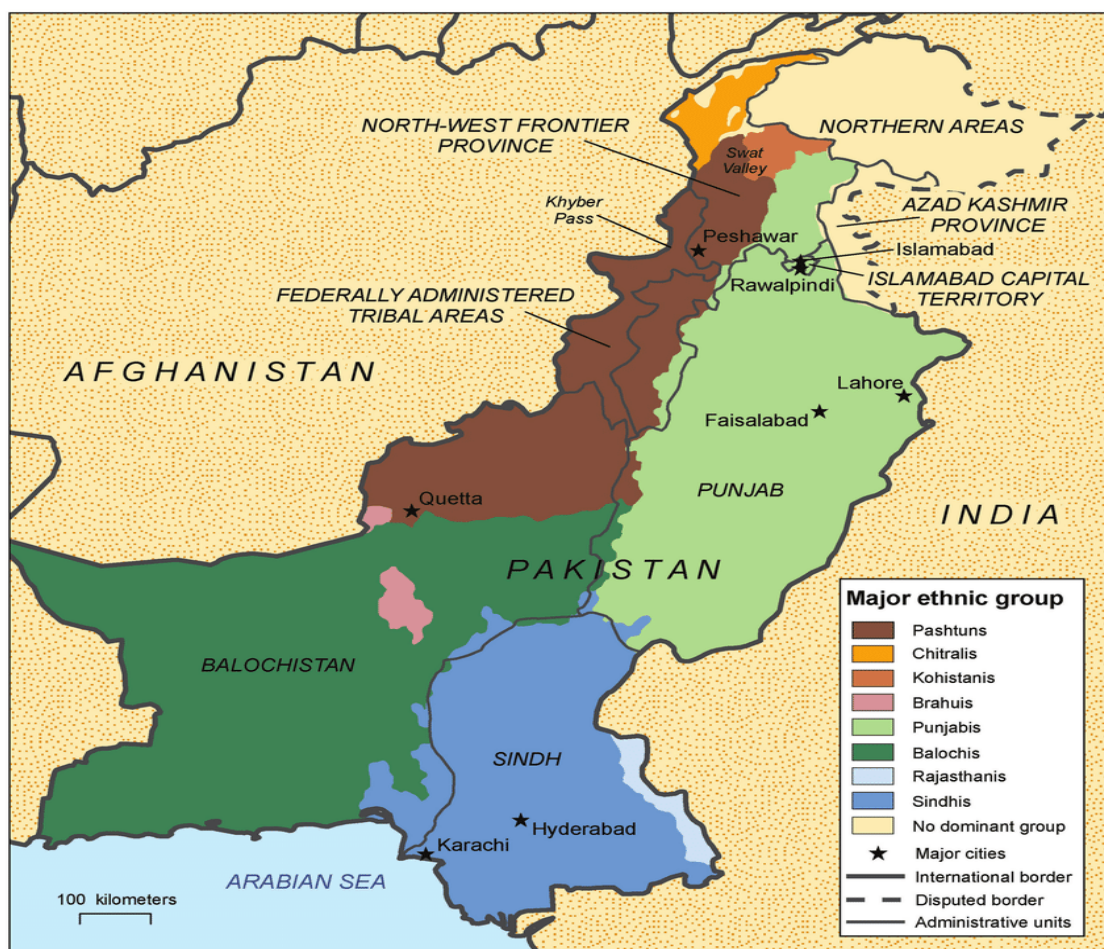 NORTH-WEST FRONTIER
PROVINCE
NORTHERN AREAS
Swat
Valley
Khyber
Pass
AZAD KASHMIR
PROVINCE
Peshawar
Islamabad
ISLAMABAD CAPITAL
TERRITORY
Rawalpindi
FEDERALLY ADMINISTERED
TRIBAL AREAS
AFGHANISTAN
Lahore
Faisalabad
Quetta
PUNJAB
INDIA
PAKISTAN
BALOCHISTAN
SINDH
Hyderabad
Karachi
ARABIAN SEA
100 kilometers
Major ethnic group
Pashtuns
Chitralis
Kohistanis
Brahuis
Punjabis
Balochis
Rajasthanis
Sindhis
No dominant group
Major cities
International border
Disputed border
Administrative units